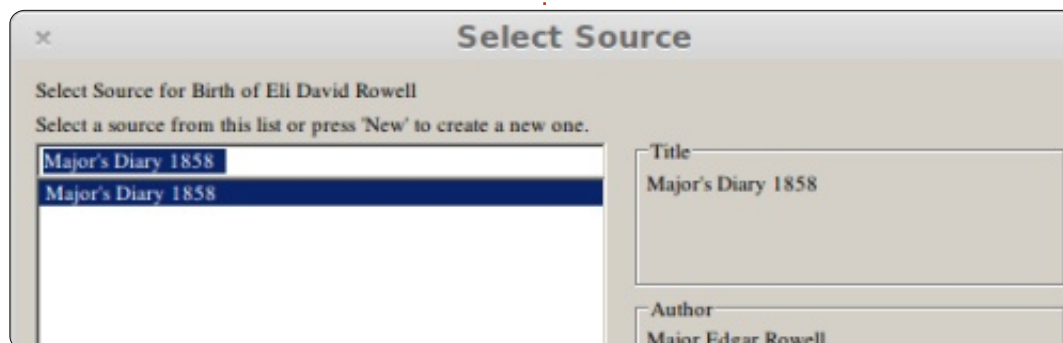 Select Source
Select Source for Birth of Eli David Rowell
Select a source from this list or press 'New' to create a new one.
Major's Diary 1858
Major's Diary 1858
Title
Major's Diary 1858
Author
Major Edgar Rowell